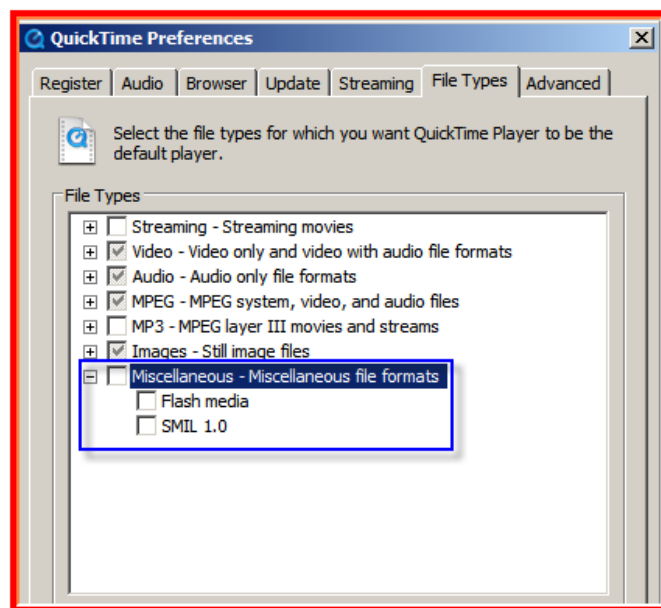 QuickTime Preferences
Register Audio Browser Update Streaming File Types Advanced
Select the file types for which you want QuickTime Player to be the
default player.
File Types
Streaming - Streaming movies
Video - Video only and video with audio file formats
Audio - Audio only file formats
MPEG - MPEG system, video, and audio files
MP3 - MPEG layer III movies and streams
Images - Still image files
Miscellaneous - Miscellaneous file formats
Flash media
SMIL 1.0